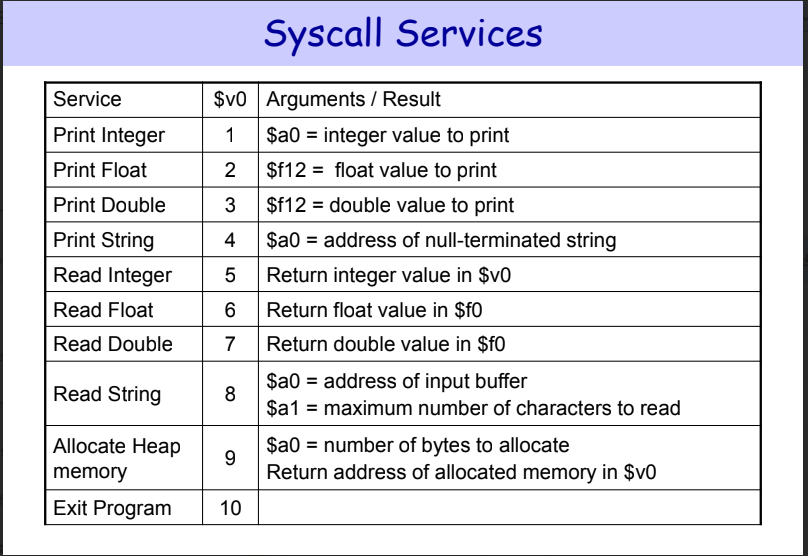 Syscall Services
Service $v0 Arguments / Result
Print Integer 1 $a0 = integer value to print
Print Float 2 $f12 = float value to print
Print Double 3 $f12 = double value to print
Print String 4 $a0 = address of null-terminated string
Read Integer 5 Return integer value in $v0
Read Float 6 Return float value in $f0
Read Double 7 Return double value in $f0
Read String 8 $a0 = address of input buffer
$a1 = maximum number of characters to read
Allocate Heap memory 9 $a0 = number of bytes to allocate
Return address of allocated memory in $v0
Exit Program 10